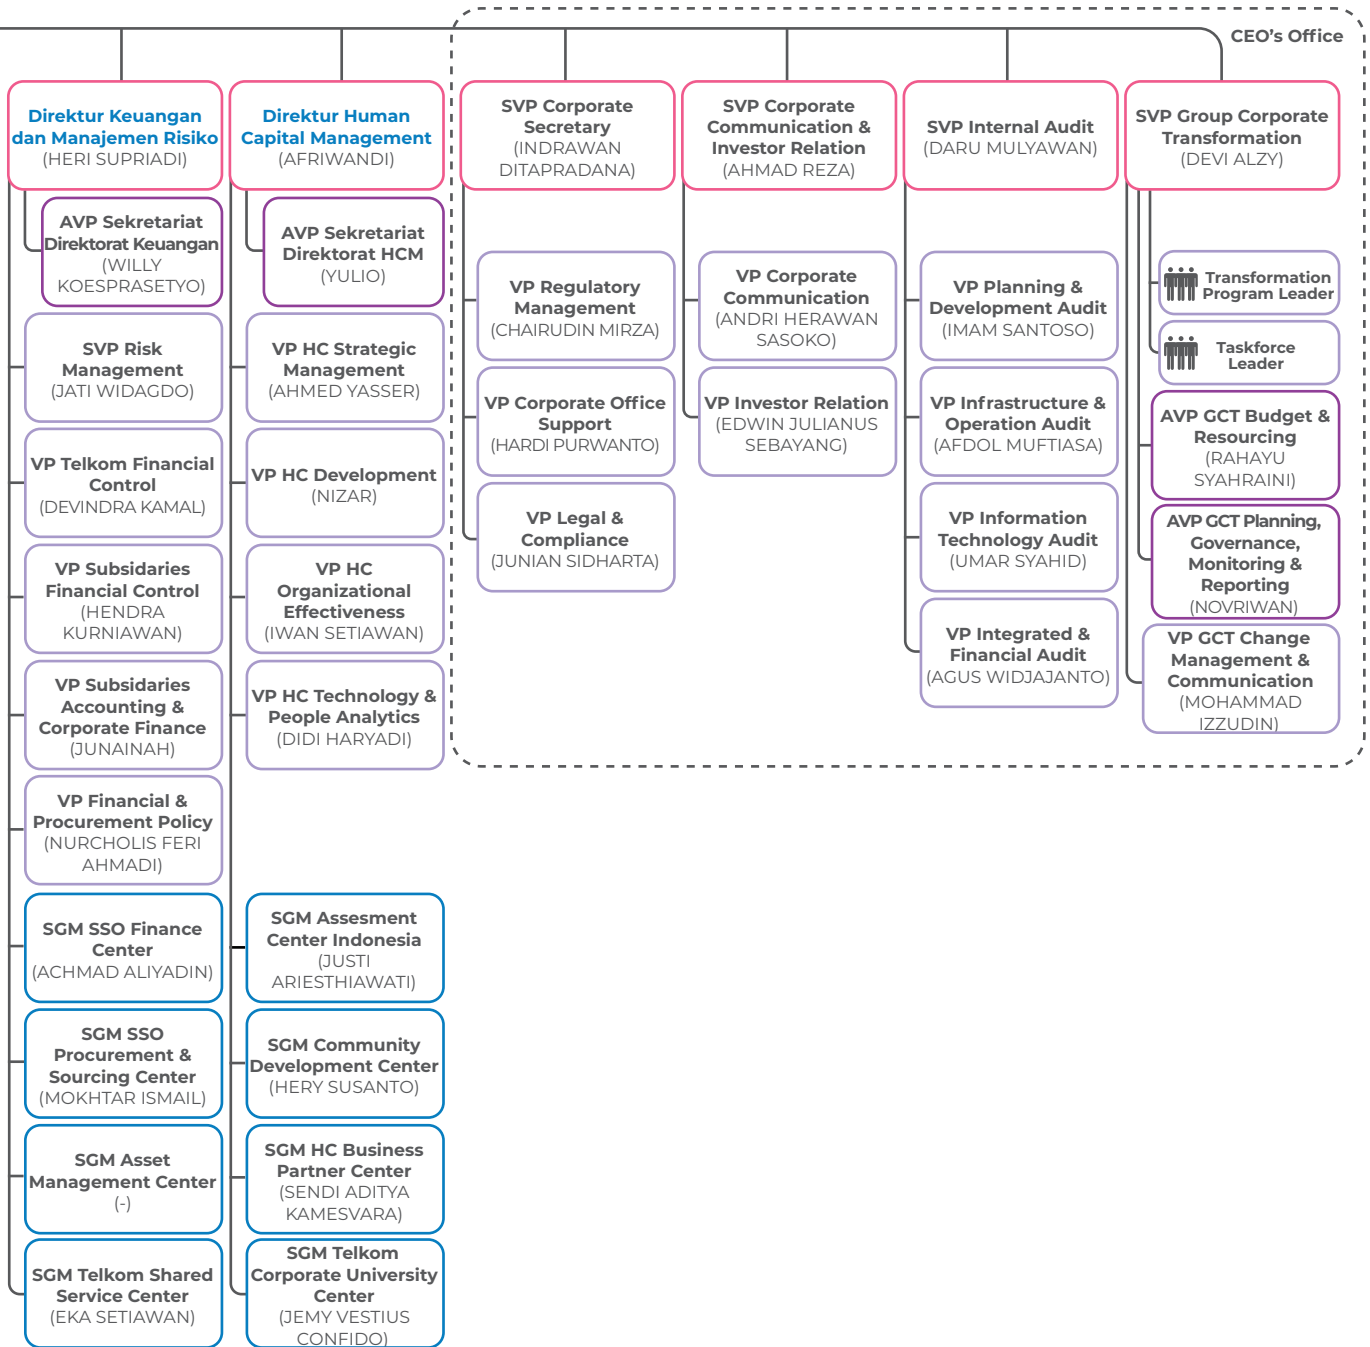 CEO's Office
Direktur Keuangan
dan Manajemen Risiko
(HERI SUPRIADI)
AVP Sekretariat
Direktorat Keuangan
(WILLY
KOESPRASETYO)
SVP Risk
Management
(JATI WIDAGDO)
VP Telkom Financial
Control
(DEVINDRA KAMAL)
VP Subsidaries
Financial Control
(HENDRA
KURNIAWAN)
VP Subsidaries
Accounting &
Corporate Finance
(JUNAINAH)
VP Financial &
Procurement Policy
(NURCHOLIS FERI
AHMADI)
SGM SSO Finance
Center
(ACHMAD ALIYADIN)
SGM SSO
Procurement &
Sourcing Center
(MOKHTAR ISMAIL)
SGM Asset
Management Center
(-)
SGM Telkom Shared
Service Center
(EKA SETIAWAN)
Direktur Human
Capital Management
(AFRIWANDI)
AVP Sekretariat
Direktorat HCM
(YULIO)
VP HC Strategic
Management
(AHMED YASSER)
VP HC Development
(NIZAR)
VP HC
Organizational
Effectiveness
(IWAN SETIAWAN)
VP HC Technology &
People Analytics
(DIDI HARYADI)
SGM Assesment
Center Indonesia
(JUSTI
ARIESTHIAWATI)
SGM Community
Development Center
(HERY SUSANTO)
SGM HC Business
Partner Center
(SENDI ADITYA
KAMESVARA)
SGM Telkom
Corporate University
Center
(JEMY VESTIUS
CONFIDO)
SVP Corporate
Secretary
(INDRAWAN
DITAPRADANA)
VP Regulatory
Management
(CHAIRUDIN MIRZA)
VP Corporate Office
Support
(HARDI PURWANTO)
VP Legal &
Compliance
(JUNIAN SIDHARTA)
SVP Corporate
Communication &
Investor Relation
(AHMAD REZA)
VP Corporate
Communication
(ANDRI HERAWAN
SASOKO)
VP Investor Relation
(EDWIN JULIANUS
SEBAYANG)
SVP Internal Audit
(DARU MULYAWAN)
VP Planning &
Development Audit
(IMAM SANTOSO)
VP Infrastructure &
Operation Audit
(AFDOL MUFTIASA)
VP Information
Technology Audit
(UMAR SYAHID)
VP Integrated &
Financial Audit
(AGUS WIDJAJANTO)
SVP Group Corporate
Transformation
(DEVI ALZY)
Transformation
Program Leader
Taskforce
Leader
AVP GCT Budget &
Resourcing
(RAHAYU
SYAHRAINI)
AVP GCT Planning,
Governance,
Monitoring &
Reporting
(NOVRIWAN)
VP GCT Change
Management &
Communication
(MOHAMMAD
IZZUDIN)